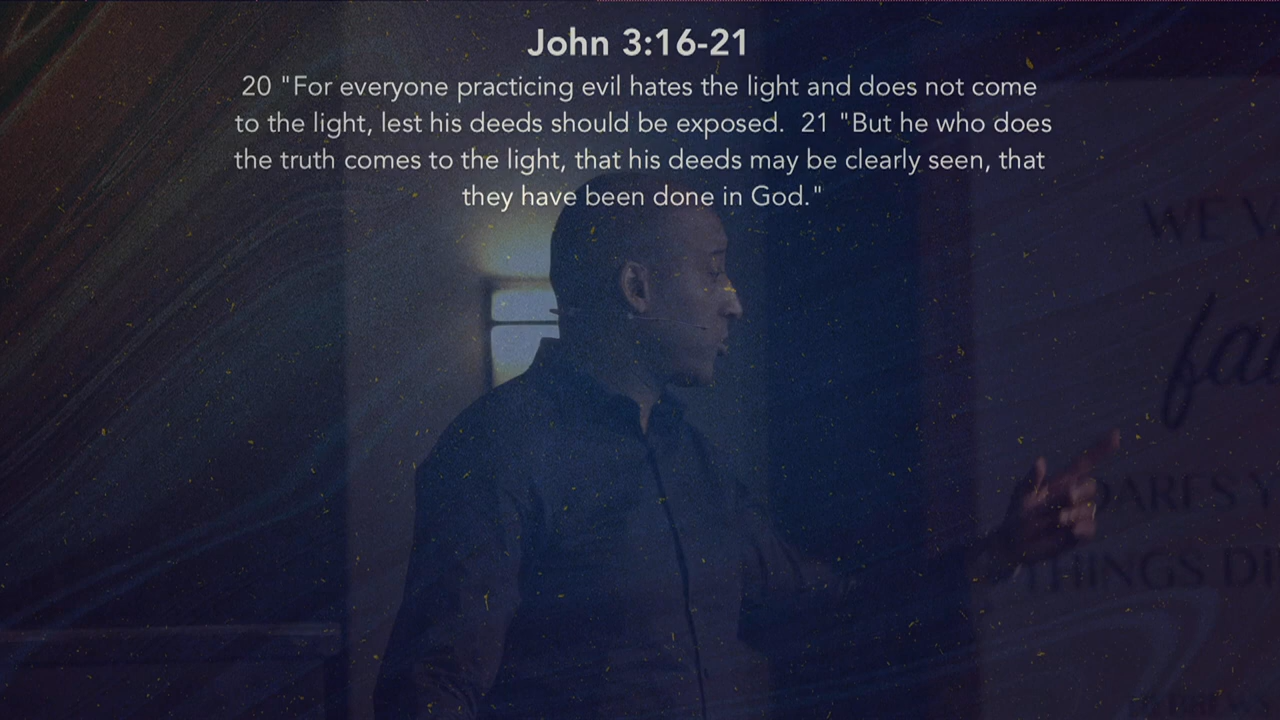 John 3:16-21
20 "For everyone practicing evil hates the light and does not come
to the light, lest his deeds should be exposed.  21 "But he who does
the truth comes to the light, that his deeds may be clearly seen, that
they have been done in God."
WE
THINGS